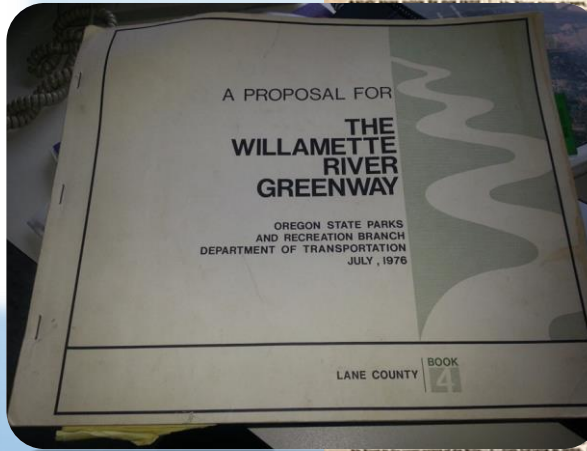 A PROPOSAL FOR
THE
WILLAMETTE
RIVER
GREENWAY
OREGON STATE PARKS
AND RECREATION BRANCH
DEPARTMENT OF TRANSPORTATION
JULY, 1976
LANE COUNTY
BOOK
4